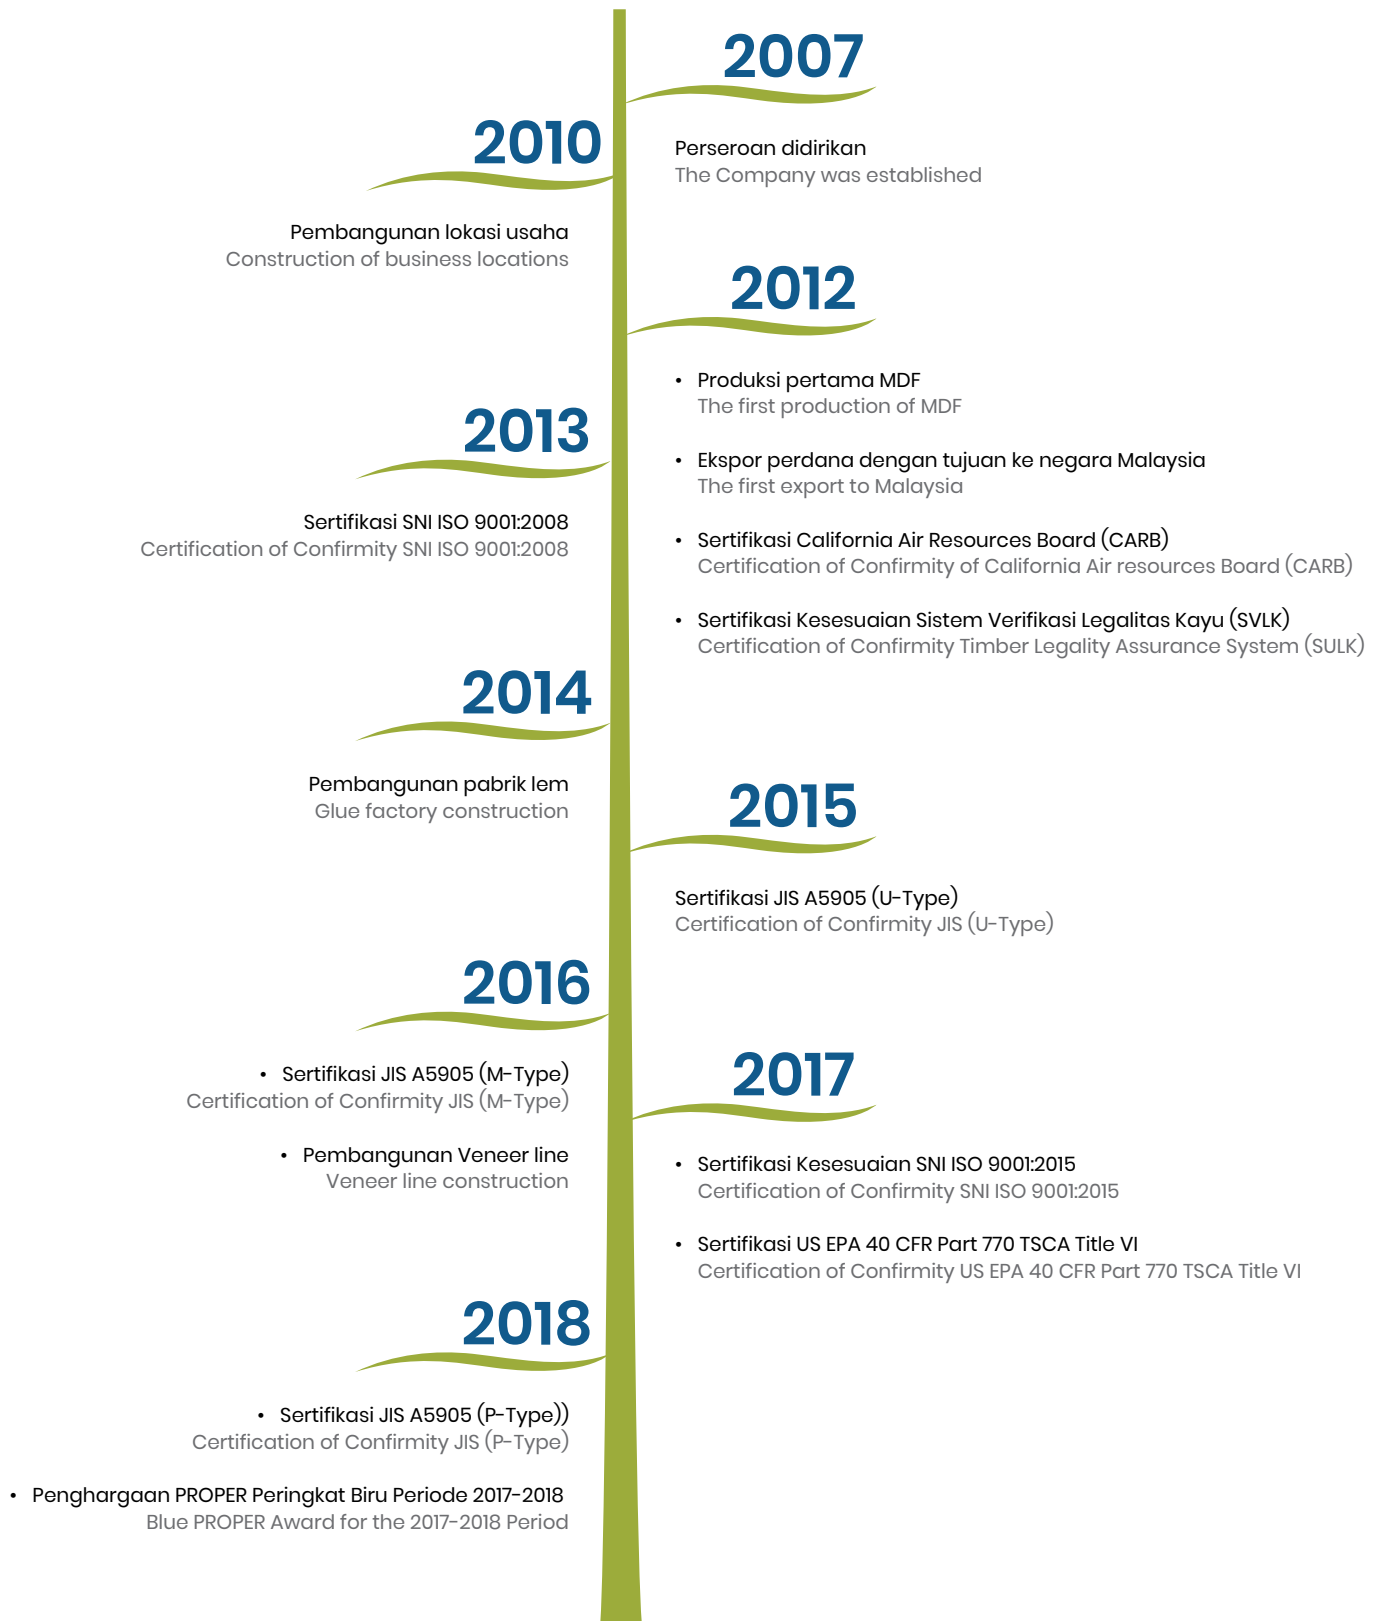 2007
Perseroan didirikan
The Company was established
2010
Pembangunan lokasi usaha
Construction of business locations
2012
• Produksi pertama MDF
The first production of MDF
• Ekspor perdana dengan tujuan ke negara Malaysia
The first export to Malaysia
• Sertifikasi California Air Resources Board (CARB)
Certification of Confirmity of California Air resources Board (CARB)
• Sertifikasi Kesesuaian Sistem Verifikasi Legalitas Kayu (SVLK)
Certification of Confirmity Timber Legality Assurance System (SULK)
2013
Sertifikasi SNI ISO 9001:2008
Certification of Confirmity SNI ISO 9001:2008
2014
Pembangunan pabrik lem
Glue factory construction
2015
Sertifikasi JIS A5905 (U-Type)
Certification of Confirmity JIS (U-Type)
2016
• Sertifikasi JIS A5905 (M-Type)
Certification of Confirmity JIS (M-Type)
• Pembangunan Veneer line
Veneer line construction
2017
• Sertifikasi Kesesuaian SNI ISO 9001:2015
Certification of Confirmity SNI ISO 9001:2015
• Sertifikasi US EPA 40 CFR Part 770 TSCA Title VI
Certification of Confirmity US EPA 40 CFR Part 770 TSCA Title VI
2018
• Sertifikasi JIS A5905 (P-Type))
Certification of Confirmity JIS (P-Type)
• Penghargaan PROPER Peringkat Biru Periode 2017-2018
Blue PROPER Award for the 2017-2018 Period